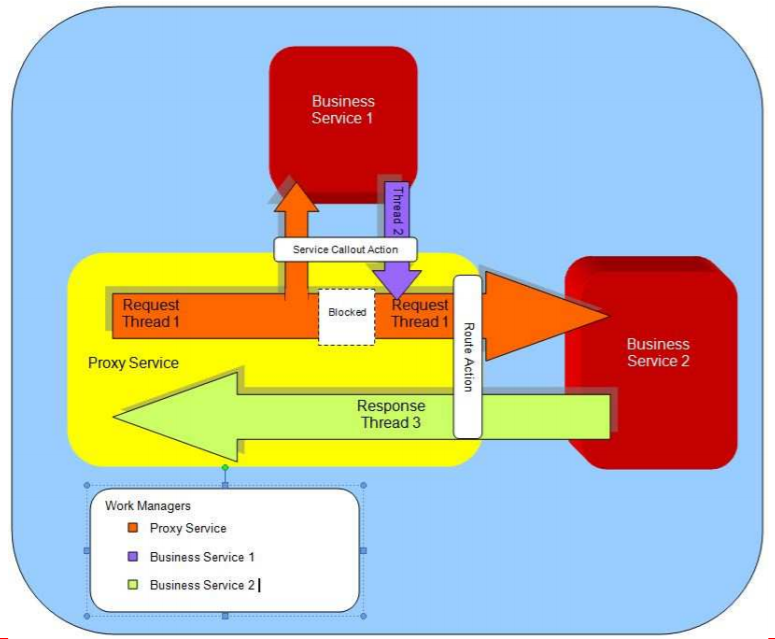 Business
Service 1
Thread 2
Service Callout Action
Request
Thread 1
Blocked
Request
Thread 1
Route Action
Business
Service 2
Proxy Service
Response
Thread 3
Work Managers
Proxy Service
Business Service 1
Business Service 2